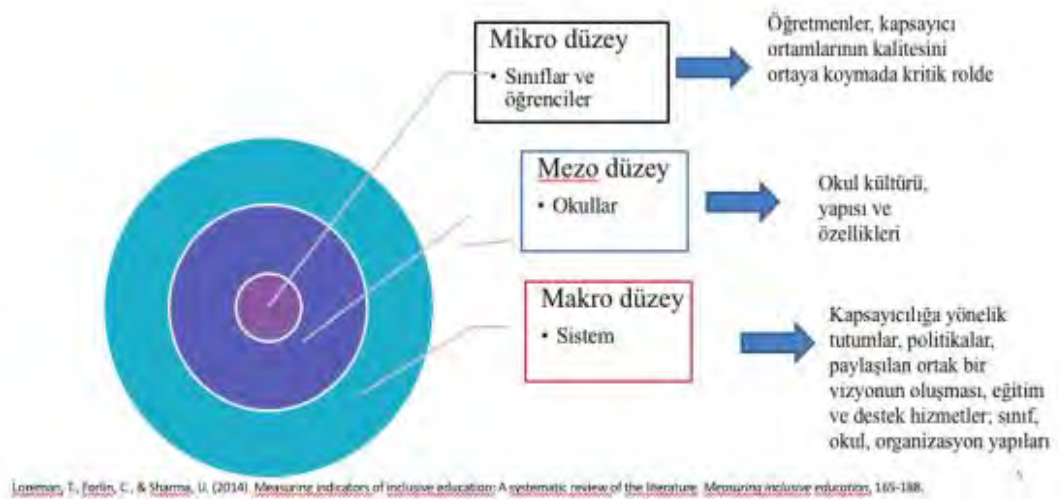 Mikro düzey
• Sınıflar ve
öğrenciler
Öğretmenler, kapsayıcı
ortamlarının kalitesini
ortaya koymada kritik rolde
Mezo düzey
• Okullar
Okul kültürü,
yapısı ve
özellikleri
Makro düzey
• Sistem
Kapsayıcılığa yönelik
tutumlar, politikalar,
paylaşılan ortak bir
vizyonun oluşması, eğitim
ve destek hizmetler; sınıf,
okul, organizasyon yapıları
Loreman, T., Forlin, C., & Sharma, U. (2014). Measuring indicators of inclusive education: A systematic review of the literature. Measuring inclusive education, 165-188.